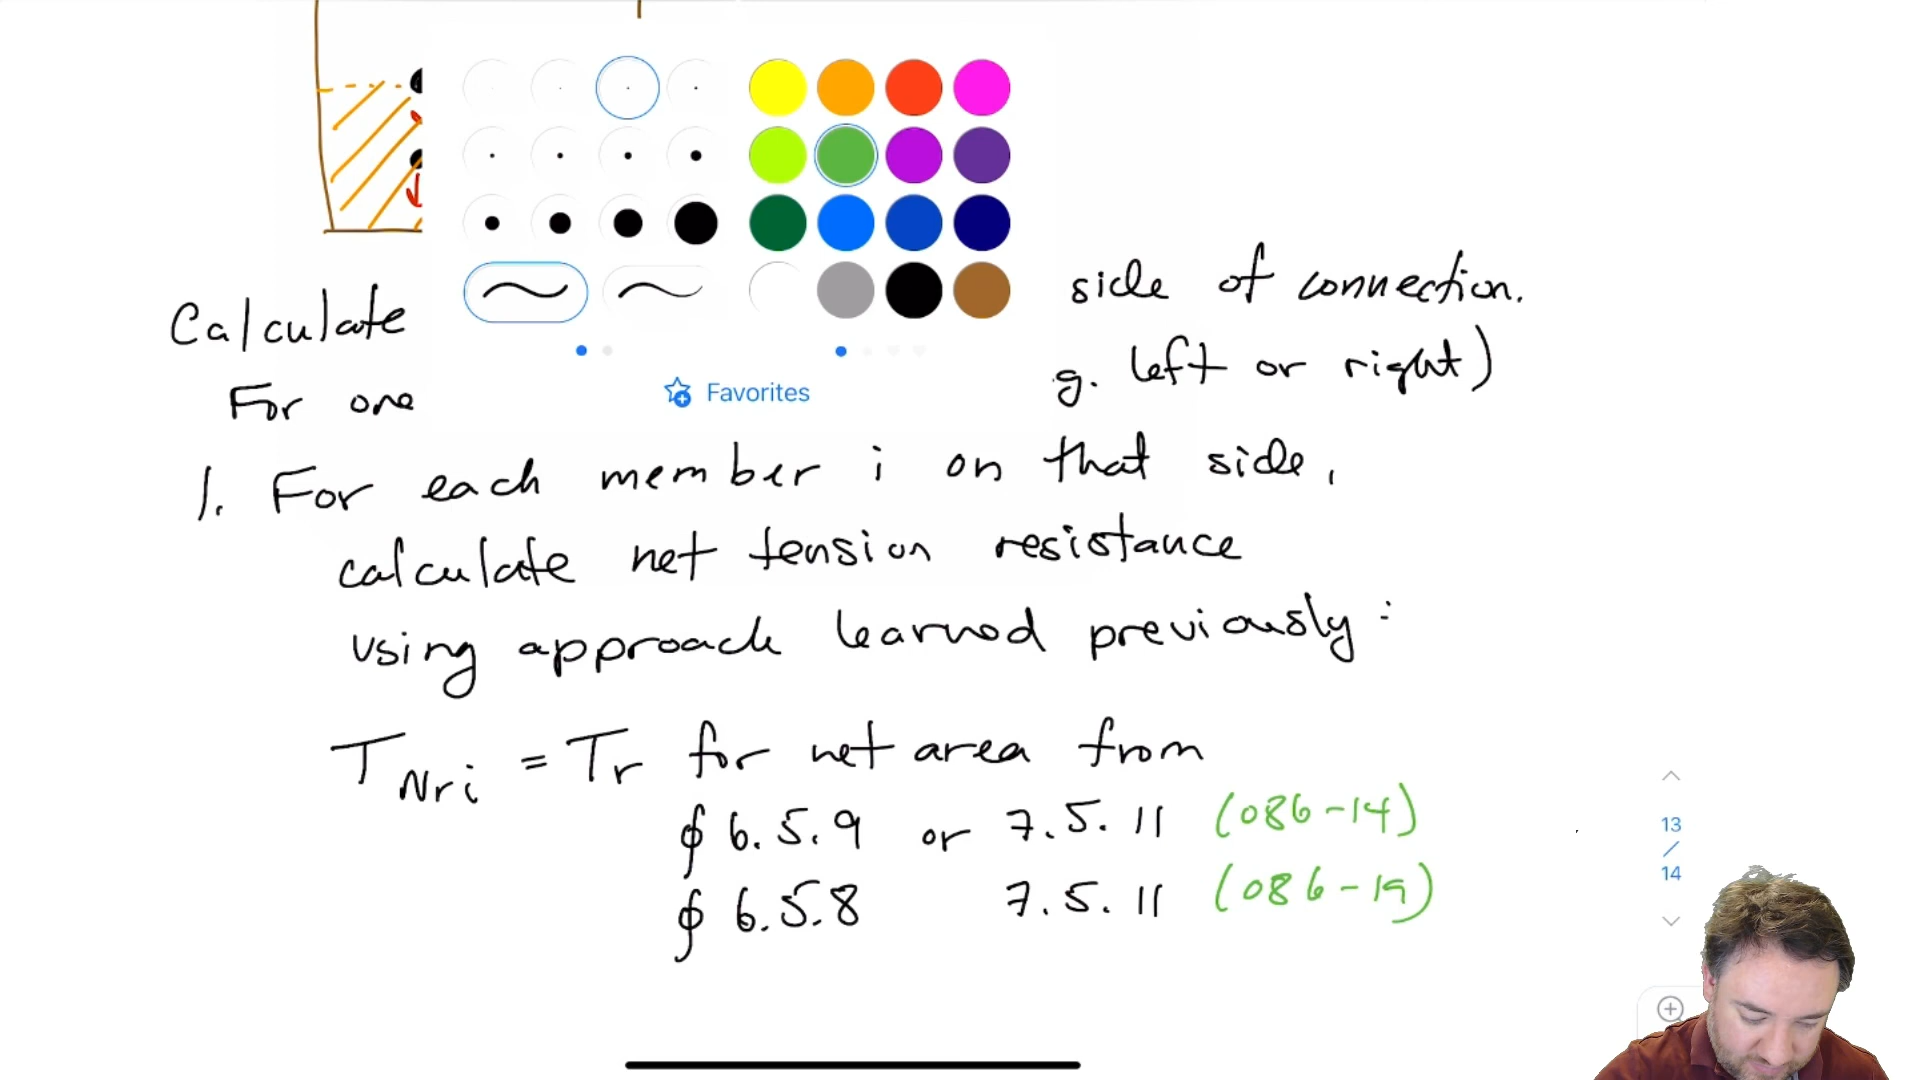 Favorites
Calculate side of connection.
For one g. left or right)
1. For each member i on that side,
calculate net tension resistance
using approach learned previously:
TNri = Tr for net area from
§ 6.5.9 or 7.5.11 (086-14)
§ 6.5.8 7.5.11 (086-19)
13
/
14